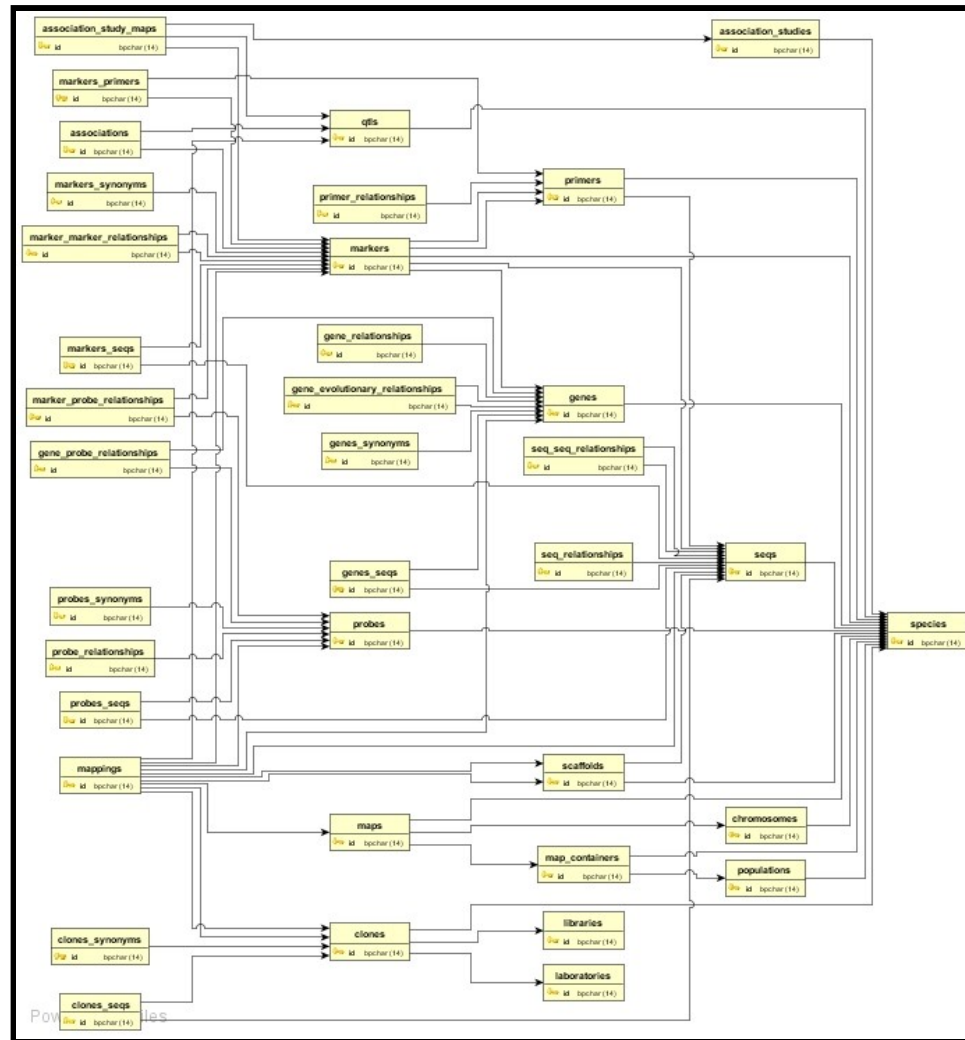 association_study_maps
id bpchar(14)
association_studies
id bpchar(14)
markers_primers
id bpchar(14)
qtls
id bpchar(14)
associations
id bpchar(14)
markers_synonyms
id bpchar(14)
primers
id bpchar(14)
primer_relationships
id bpchar(14)
marker_marker_relationships
id bpchar(14)
markers
id bpchar(14)
markers_seqs
id bpchar(14)
gene_relationships
id bpchar(14)
marker_probe_relationships
id bpchar(14)
gene_evolutionary_relationships
id bpchar(14)
genes
id bpchar(14)
gene_probe_relationships
id bpchar(14)
genes_synonyms
id bpchar(14)
seq_seq_relationships
id bpchar(14)
seq_relationships
id bpchar(14)
seqs
id bpchar(14)
genes_seqs
id bpchar(14)
probes_synonyms
id bpchar(14)
probes
id bpchar(14)
species
id bpchar(14)
probe_relationships
id bpchar(14)
probes_seqs
id bpchar(14)
mappings
id bpchar(14)
scaffolds
id bpchar(14)
maps
id bpchar(14)
chromosomes
id bpchar(14)
map_containers
id bpchar(14)
populations
id bpchar(14)
clones_synonyms
id bpchar(14)
clones
id bpchar(14)
libraries
id bpchar(14)
laboratories
id bpchar(14)
clones_seqs
id bpchar(14)